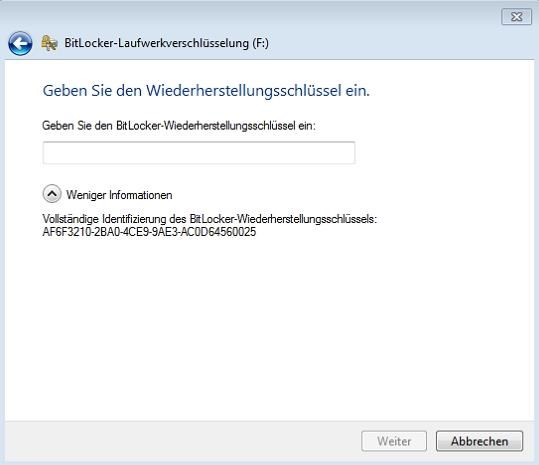 BitLocker-Laufwerkverschlüsselung (F:)
Geben Sie den Wiederherstellungsschlüssel ein.
Geben Sie den BitLocker-Wiederherstellungsschlüssel ein:
Weniger Informationen
Vollständige Identifizierung des BitLocker-Wiederherstellungsschlüssels:
AF6F3210-2BA0-4CE9-9AE3-AC0D64560025
Weiter
Abbrechen